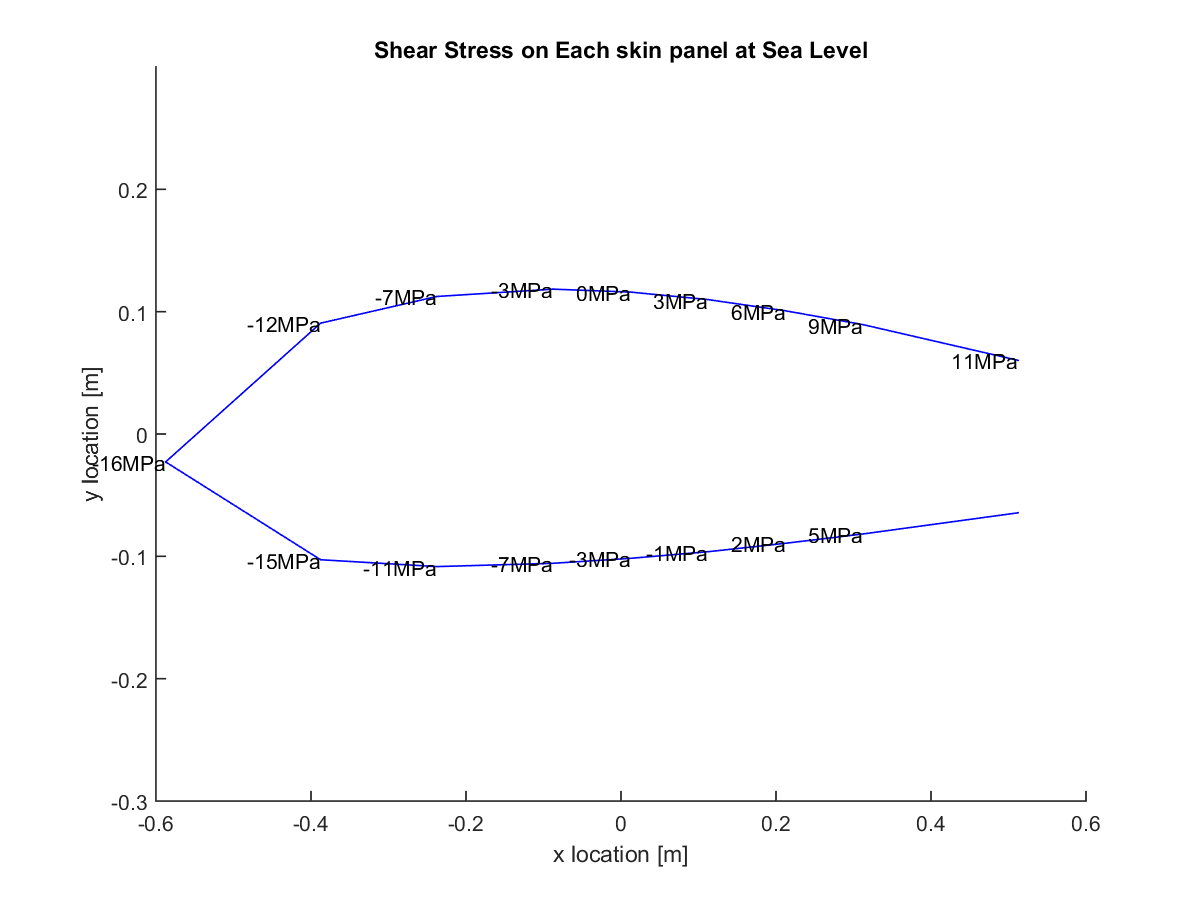 Shear Stress on Each skin panel at Sea Level
0.2
0.1
0
-0.1
-0.2
-0.3
y location [m]
-12MPa
-7MPa
-3MPa
0MPa
3MPa
6MPa
9MPa
11MPa
-16MPa
-15MPa
-11MPa
-7MPa
-3MPa
-1MPa
2MPa
5MPa
-0.6
-0.4
-0.2
0
0.2
0.4
0.6
x location [m]